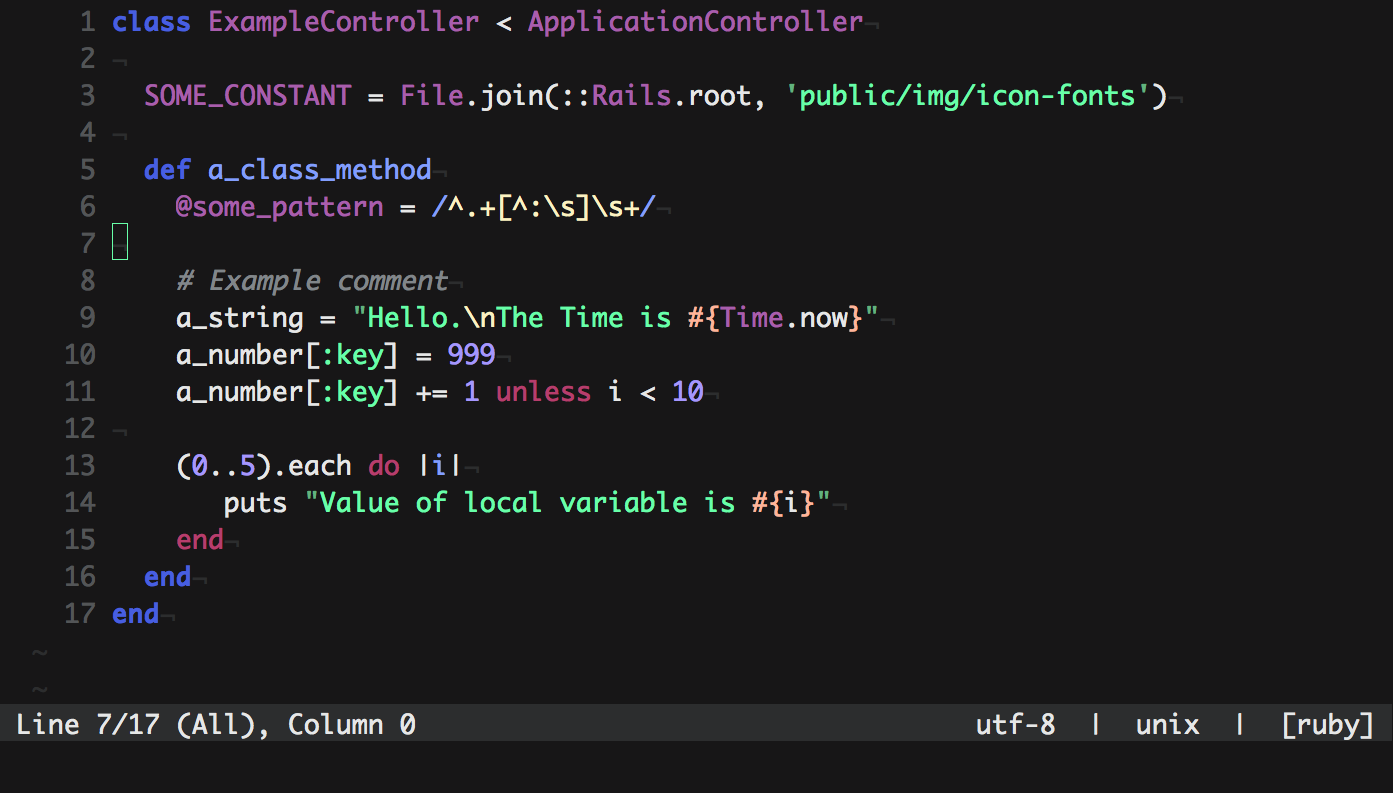 1 class ExampleController < ApplicationController¬
2 ¬
3   SOME_CONSTANT = File.join(::Rails.root, 'public/img/icon-fonts')¬
4 ¬
5   def a_class_method¬
6     @some_pattern = /^.+[^:\s]\s+/¬
7 ¬
8     # Example comment¬
9     a_string = "Hello.\nThe Time is #{Time.now}"¬
10     a_number[:key] = 999¬
11     a_number[:key] += 1 unless i < 10¬
12 ¬
13     (0..5).each do |i|¬
14        puts "Value of local variable is #{i}"¬
15     end¬
16   end¬
17 end¬
~
~
Line 7/17 (All), Column 0 utf-8 | unix | [ruby]